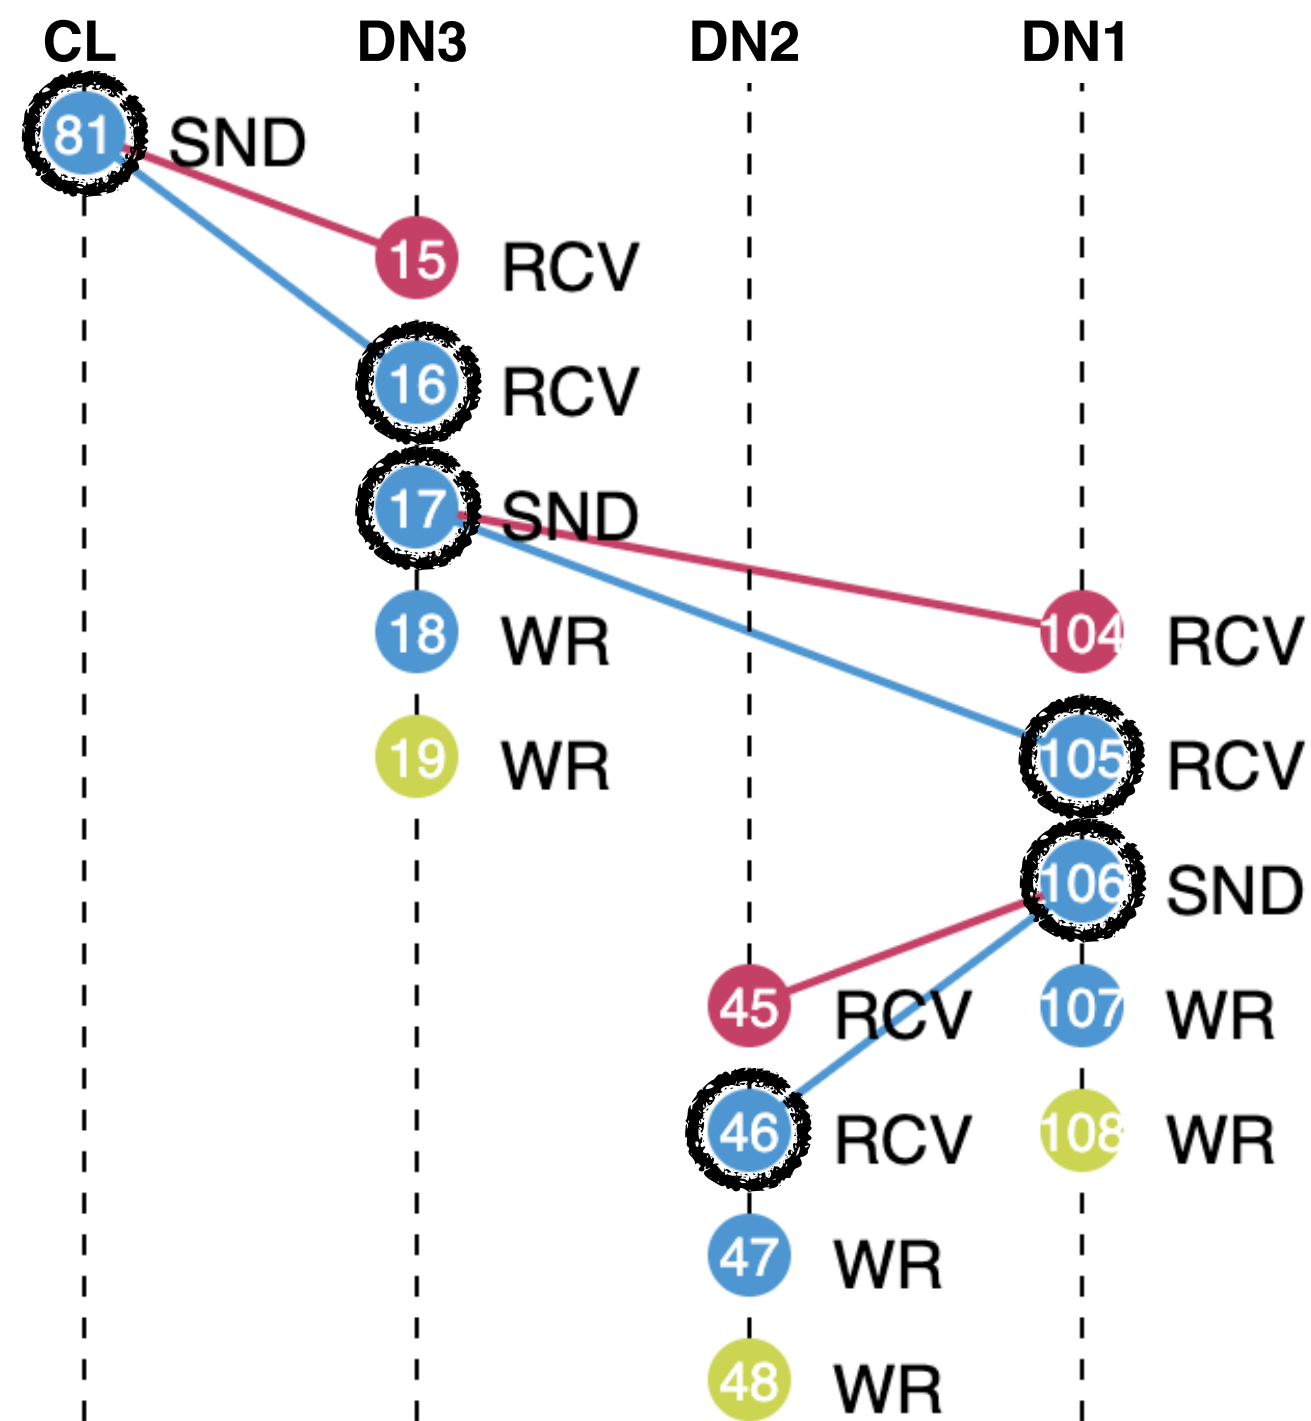 CL DN3 DN2 DN1
81 SND
15 RCV
16 RCV
17 SND
18 WR 104 RCV
19 WR 105 RCV
106 SND
45 RCV 107 WR
46 RCV 108 WR
47 WR
48 WR